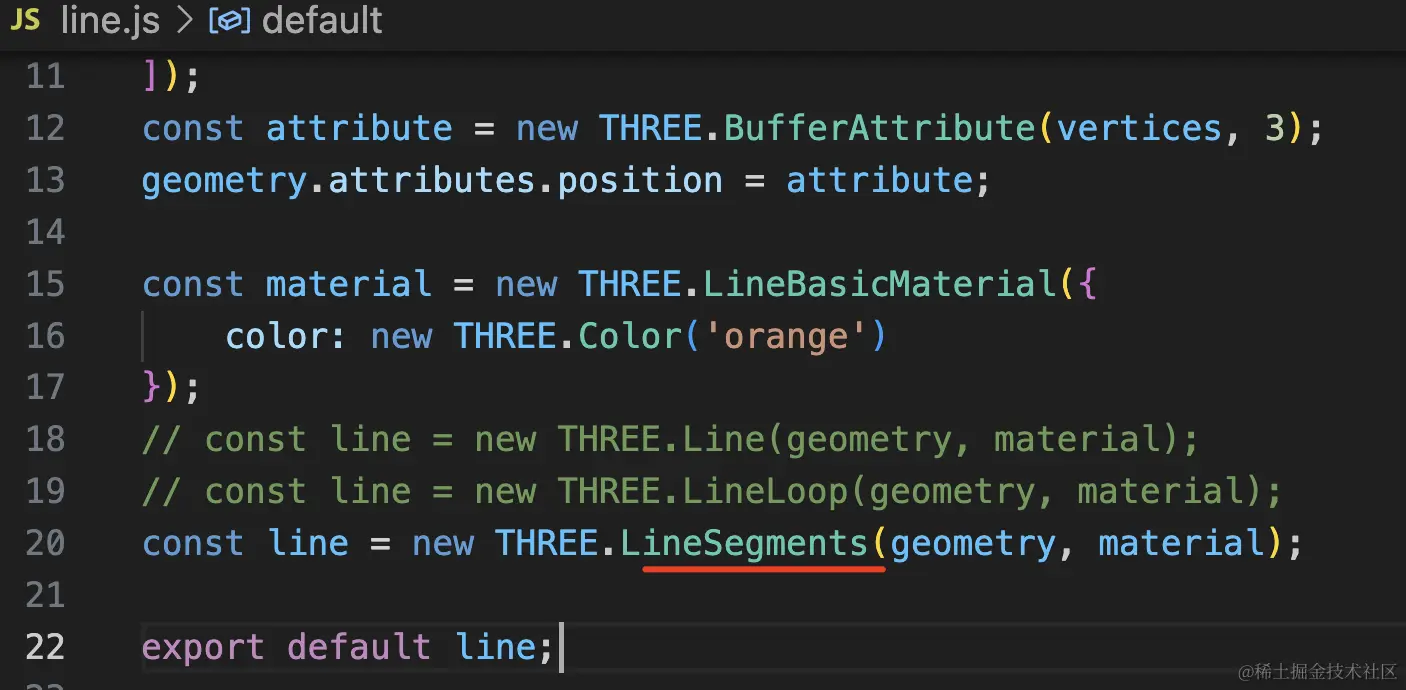 JS line.js > default
11 ]);
12 const attribute = new THREE.BufferAttribute(vertices, 3);
13 geometry.attributes.position = attribute;
14
15 const material = new THREE.LineBasicMaterial({
16     color: new THREE.Color('orange')
17 });
18 // const line = new THREE.Line(geometry, material);
19 // const line = new THREE.LineLoop(geometry, material);
20 const line = new THREE.LineSegments(geometry, material);
21
22 export default line;
@稀土掘金技术社区